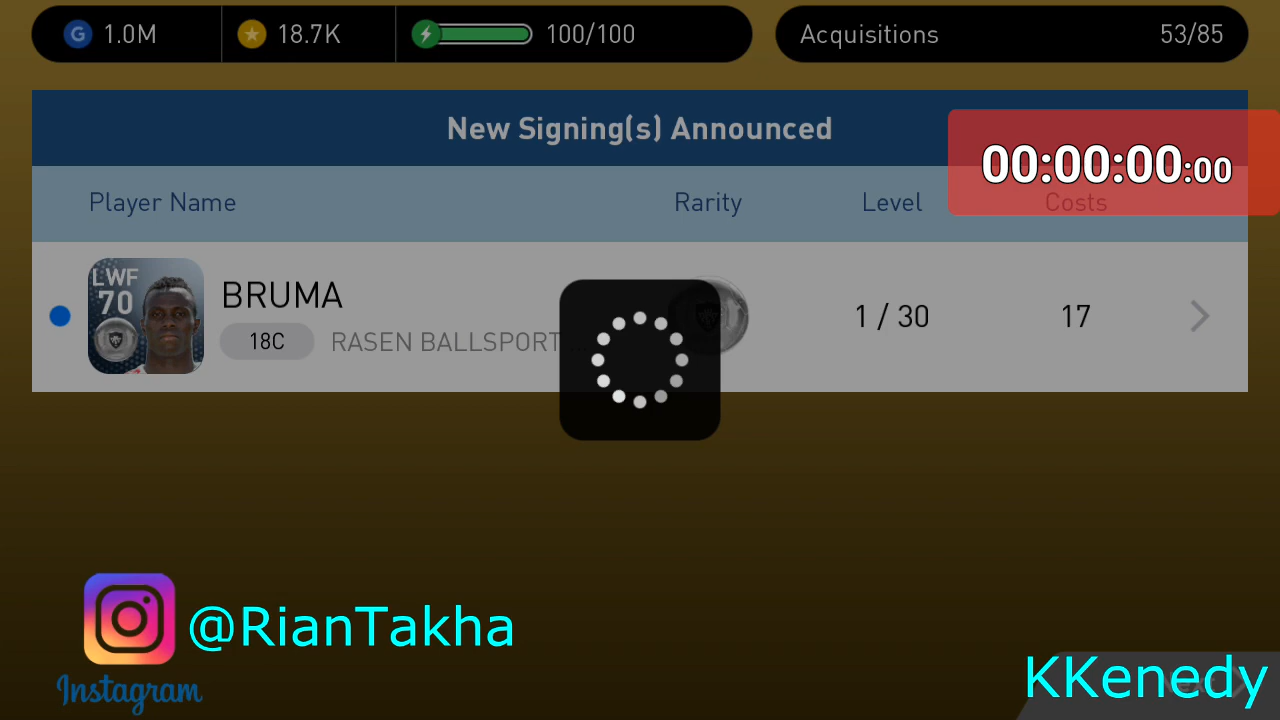 1.0M 18.7K 100/100 Acquisitions 53/85
New Signing(s) Announced
00:00:00:00
Player Name Rarity Level Costs
LWF
70
BRUMA
18C RASEN BALLSPORT
1 / 30 17
@RianTakha
Instagram
KKenedy